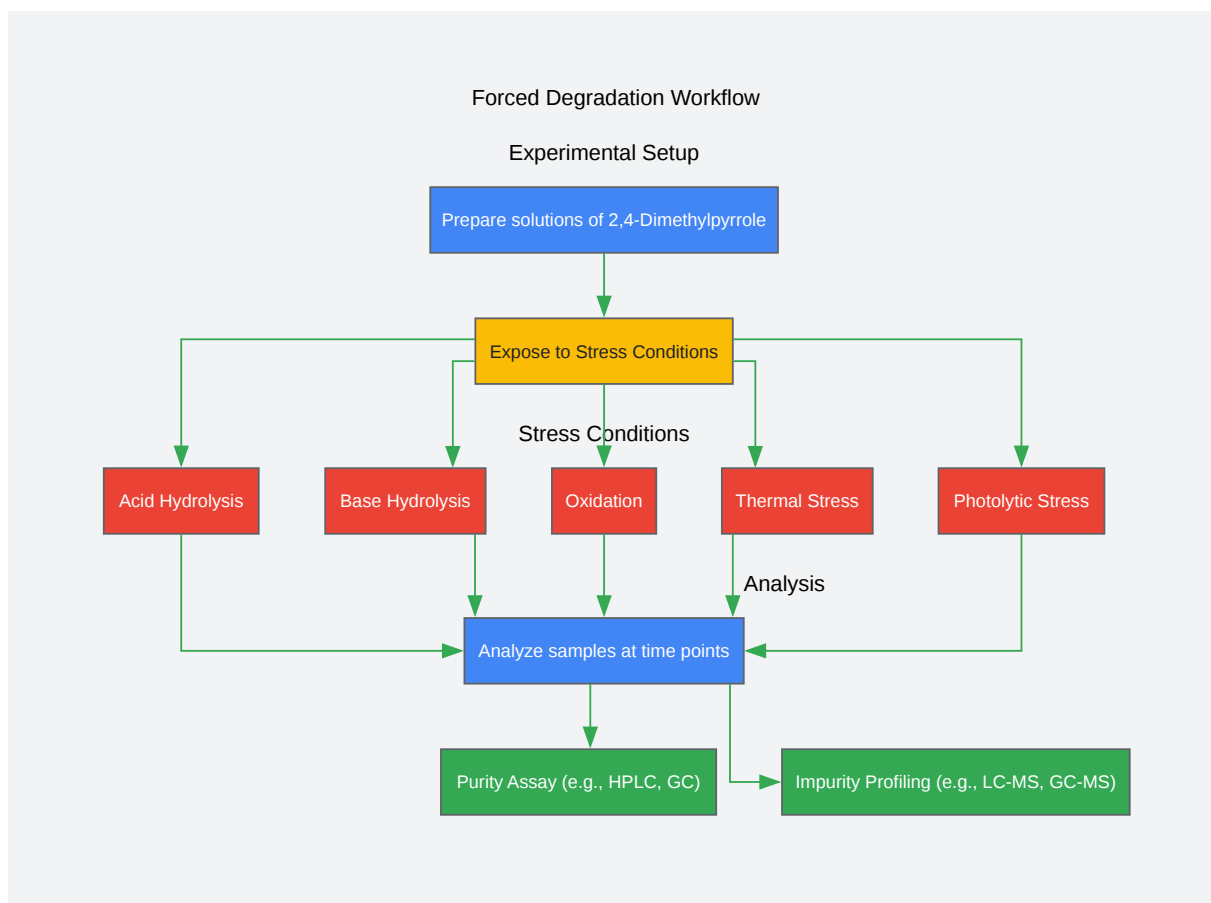 Forced Degradation Workflow
Experimental Setup
Prepare solutions of 2,4-Dimethylpyrrole
Expose to Stress Conditions
Stress Conditions
Acid Hydrolysis
Base Hydrolysis
Oxidation
Thermal Stress
Photolytic Stress
Analysis
Analyze samples at time points
Purity Assay (e.g., HPLC, GC)
Impurity Profiling (e.g., LC-MS, GC-MS)